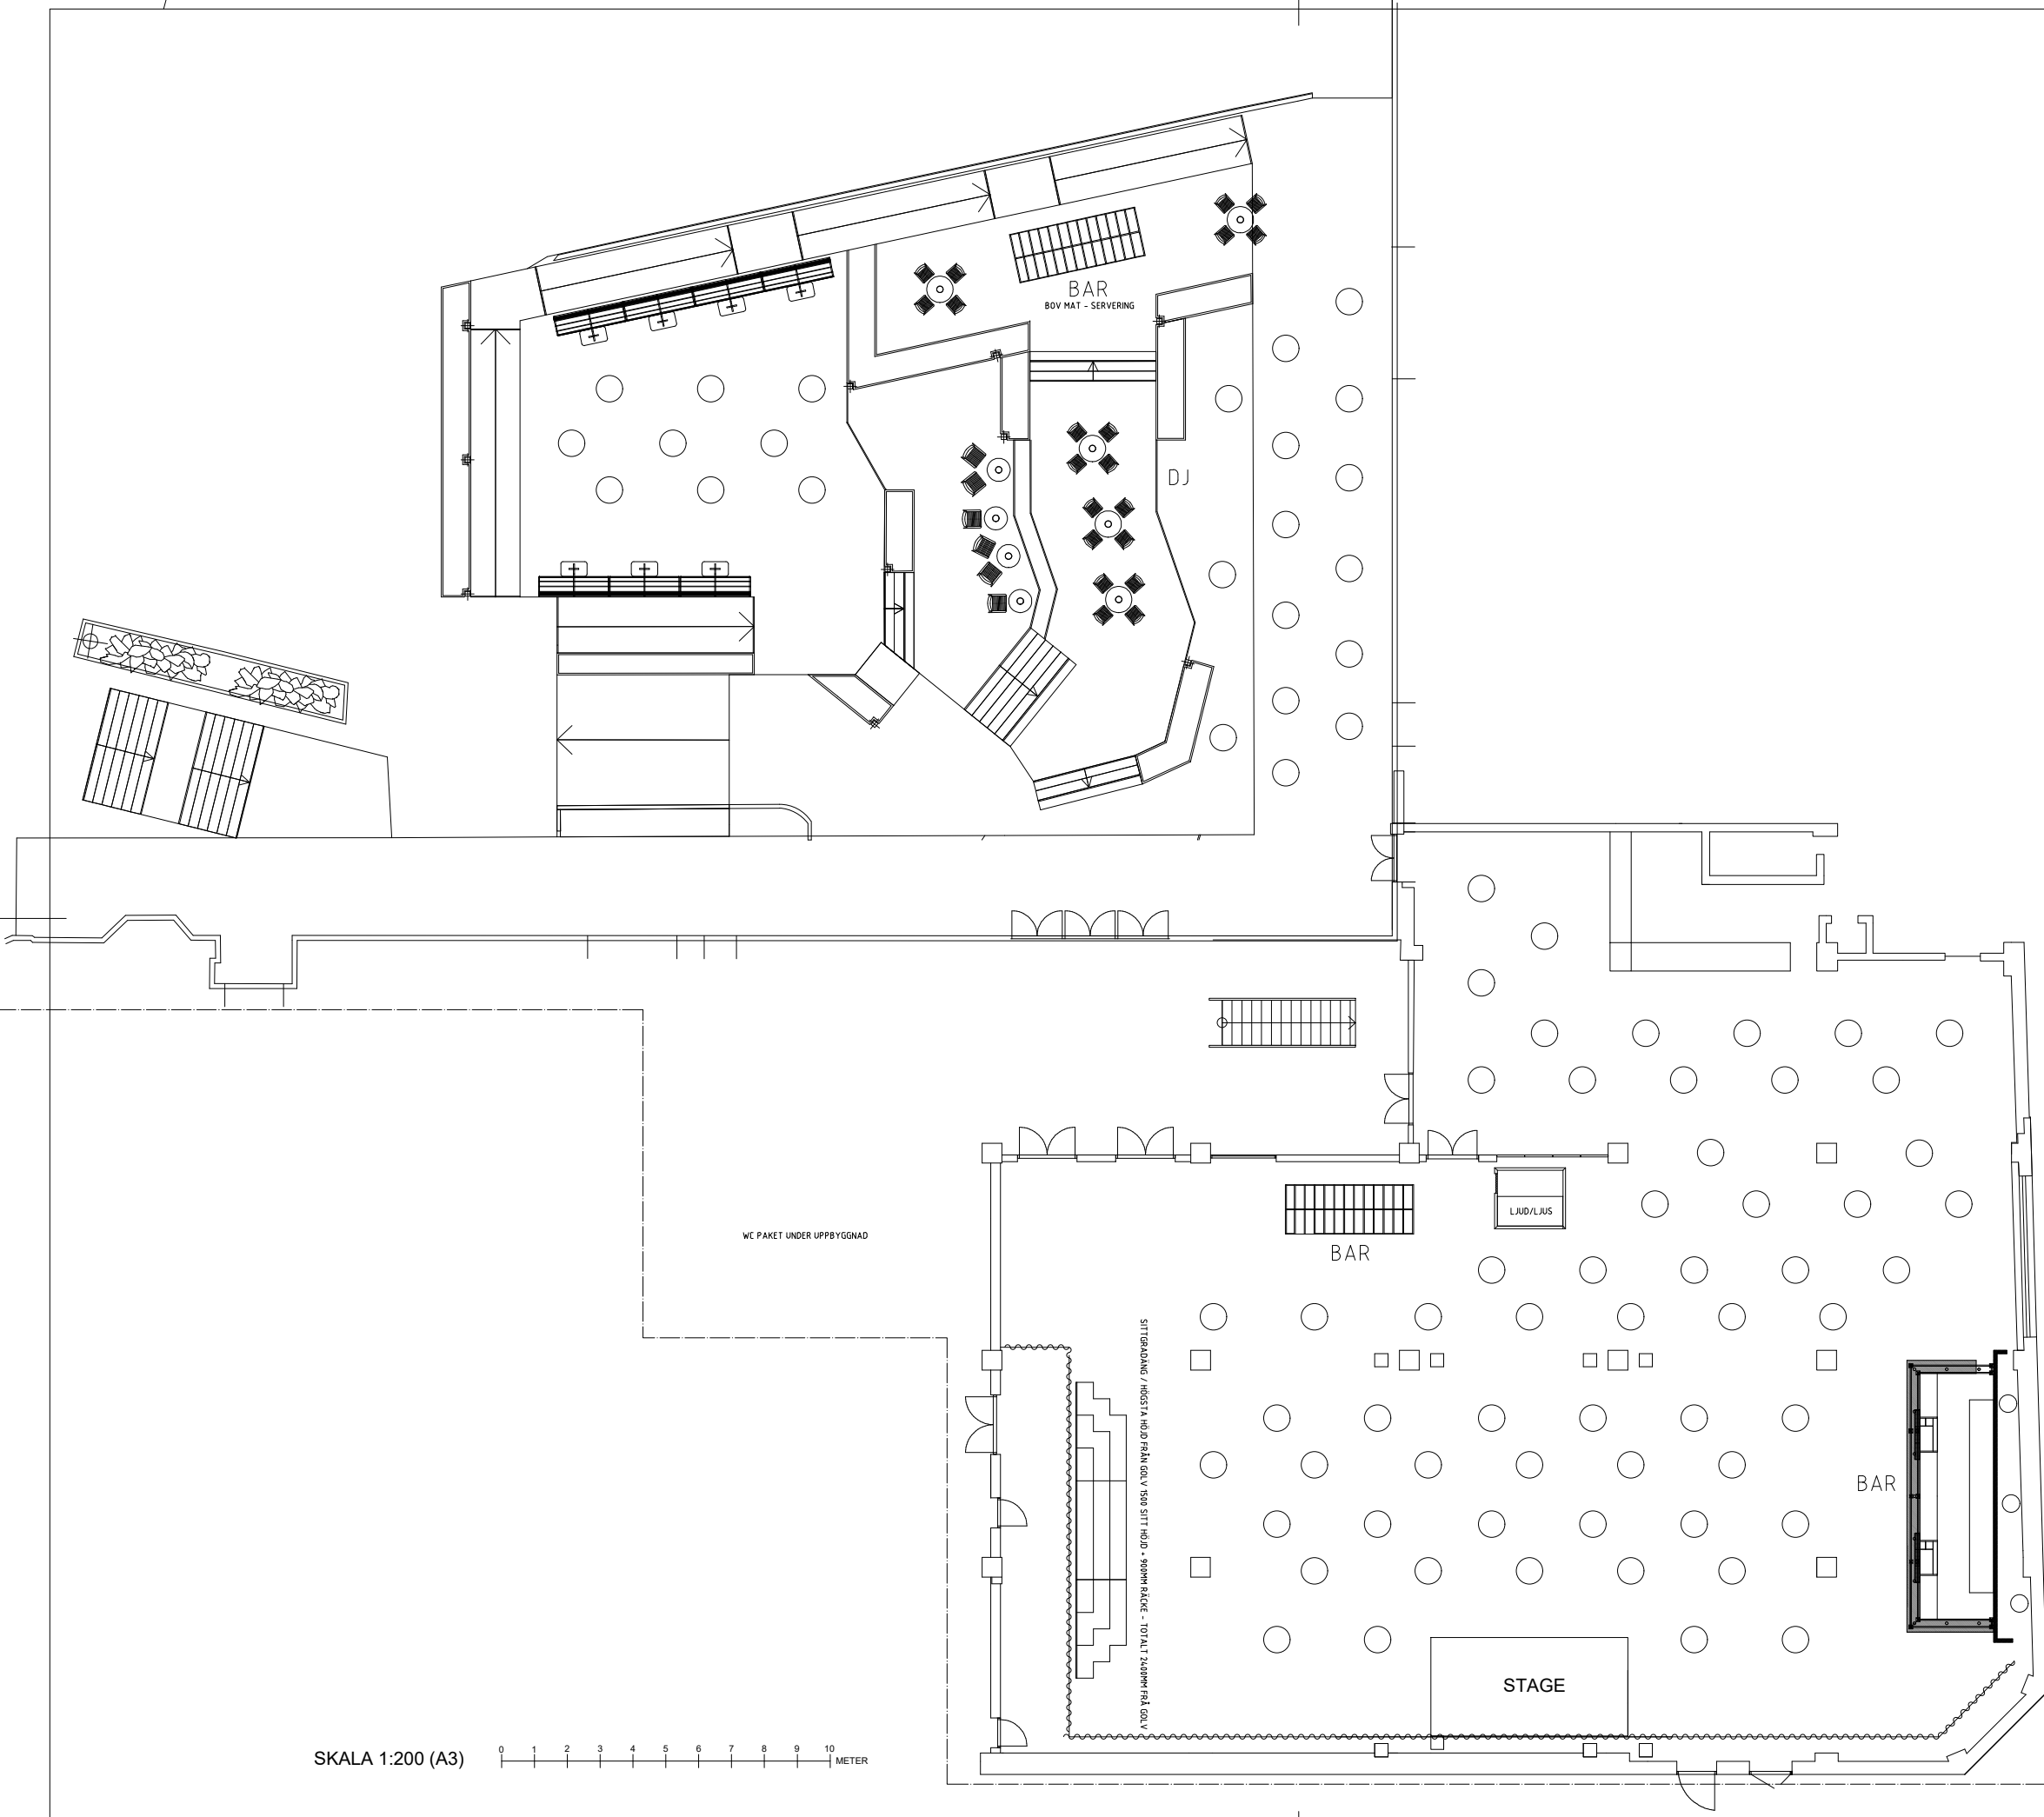 BAR
BOV MAT - SERVERING
DJ
LJUD/LJUS
WC PAKET UNDER UPPBYGGNAD
BAR
SITTGRADÄNG / HÖGSTA HÖJD FRÅN GOLV 1500 SITT HÖJD + 900MM RÄCKE - TOTALT 2400MM FRÅ GOLV
BAR
STAGE
SKALA 1:200 (A3)
0 1 2 3 4 5 6 7 8 9 10
METER